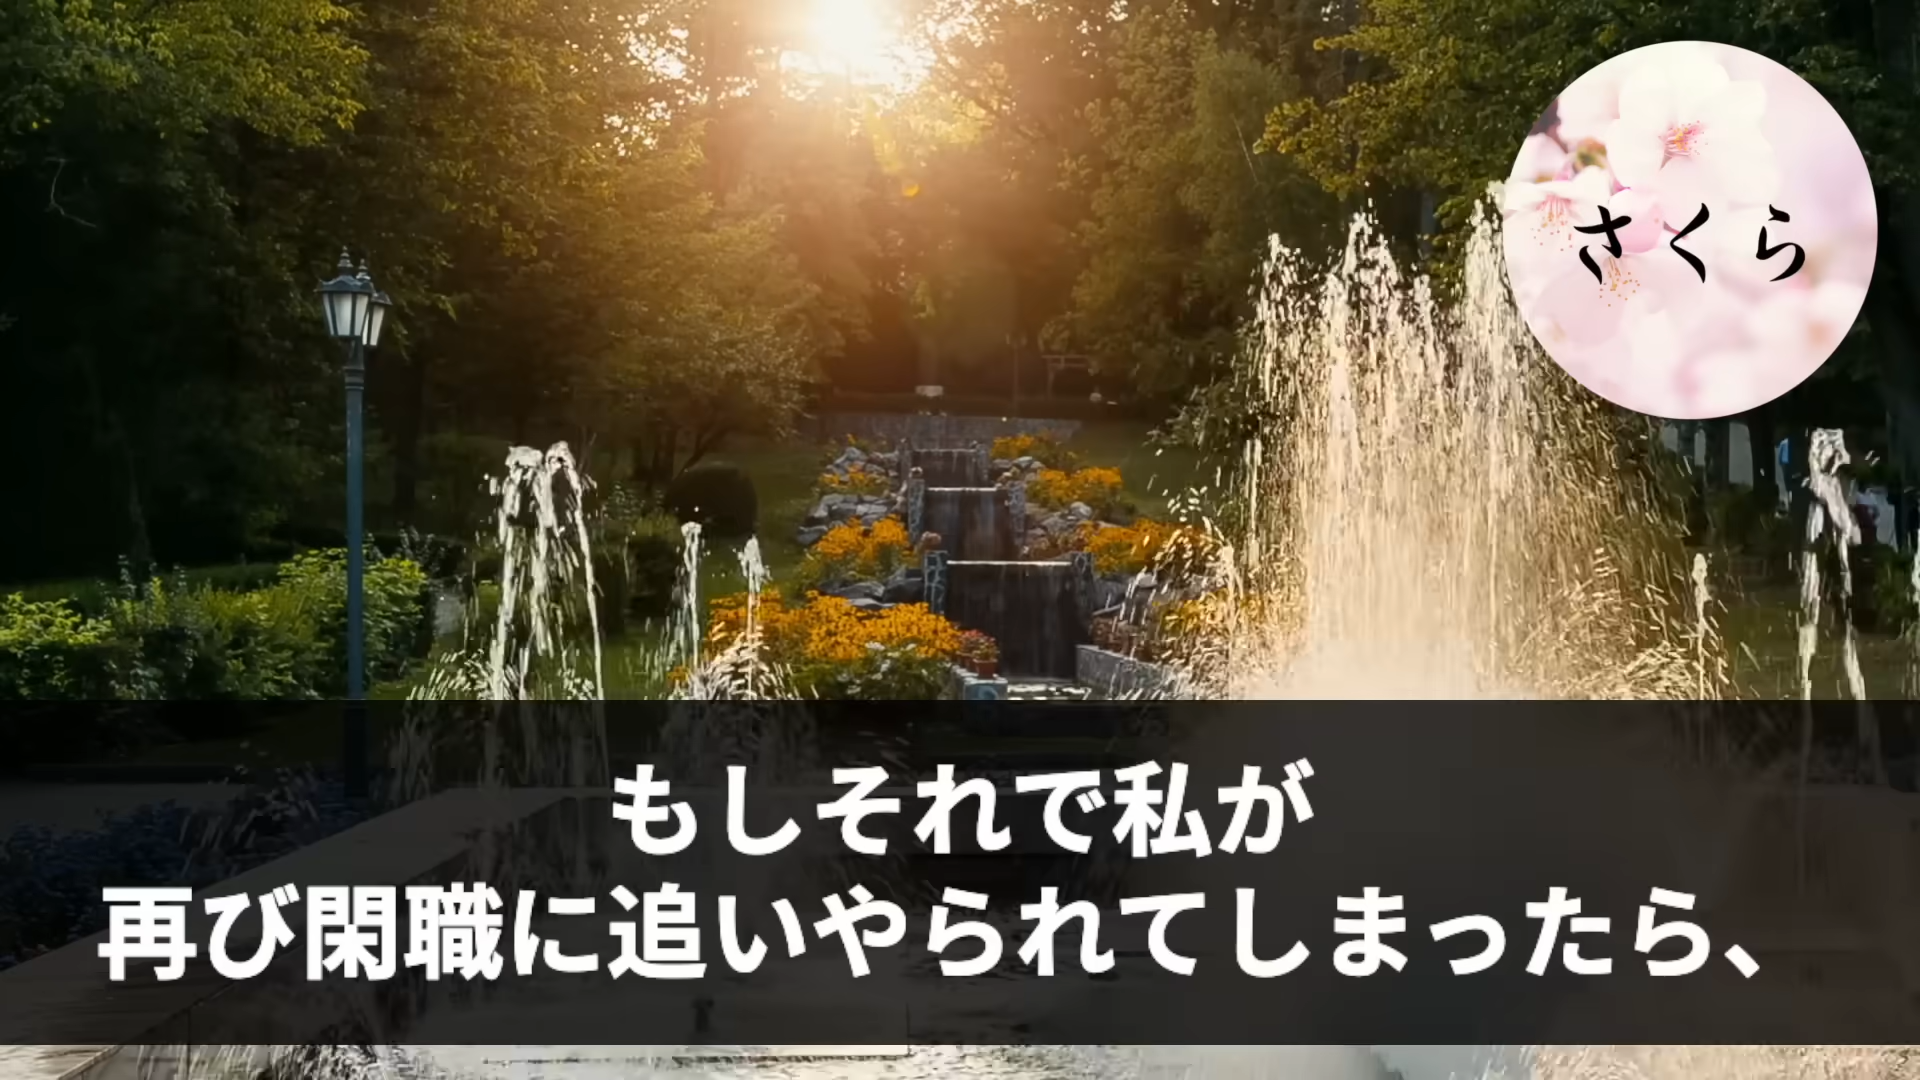 さくら
もしそれで私が
再び閑職に追いやられてしまったら、